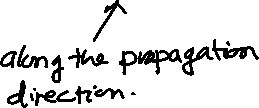 along the propagation
direction.